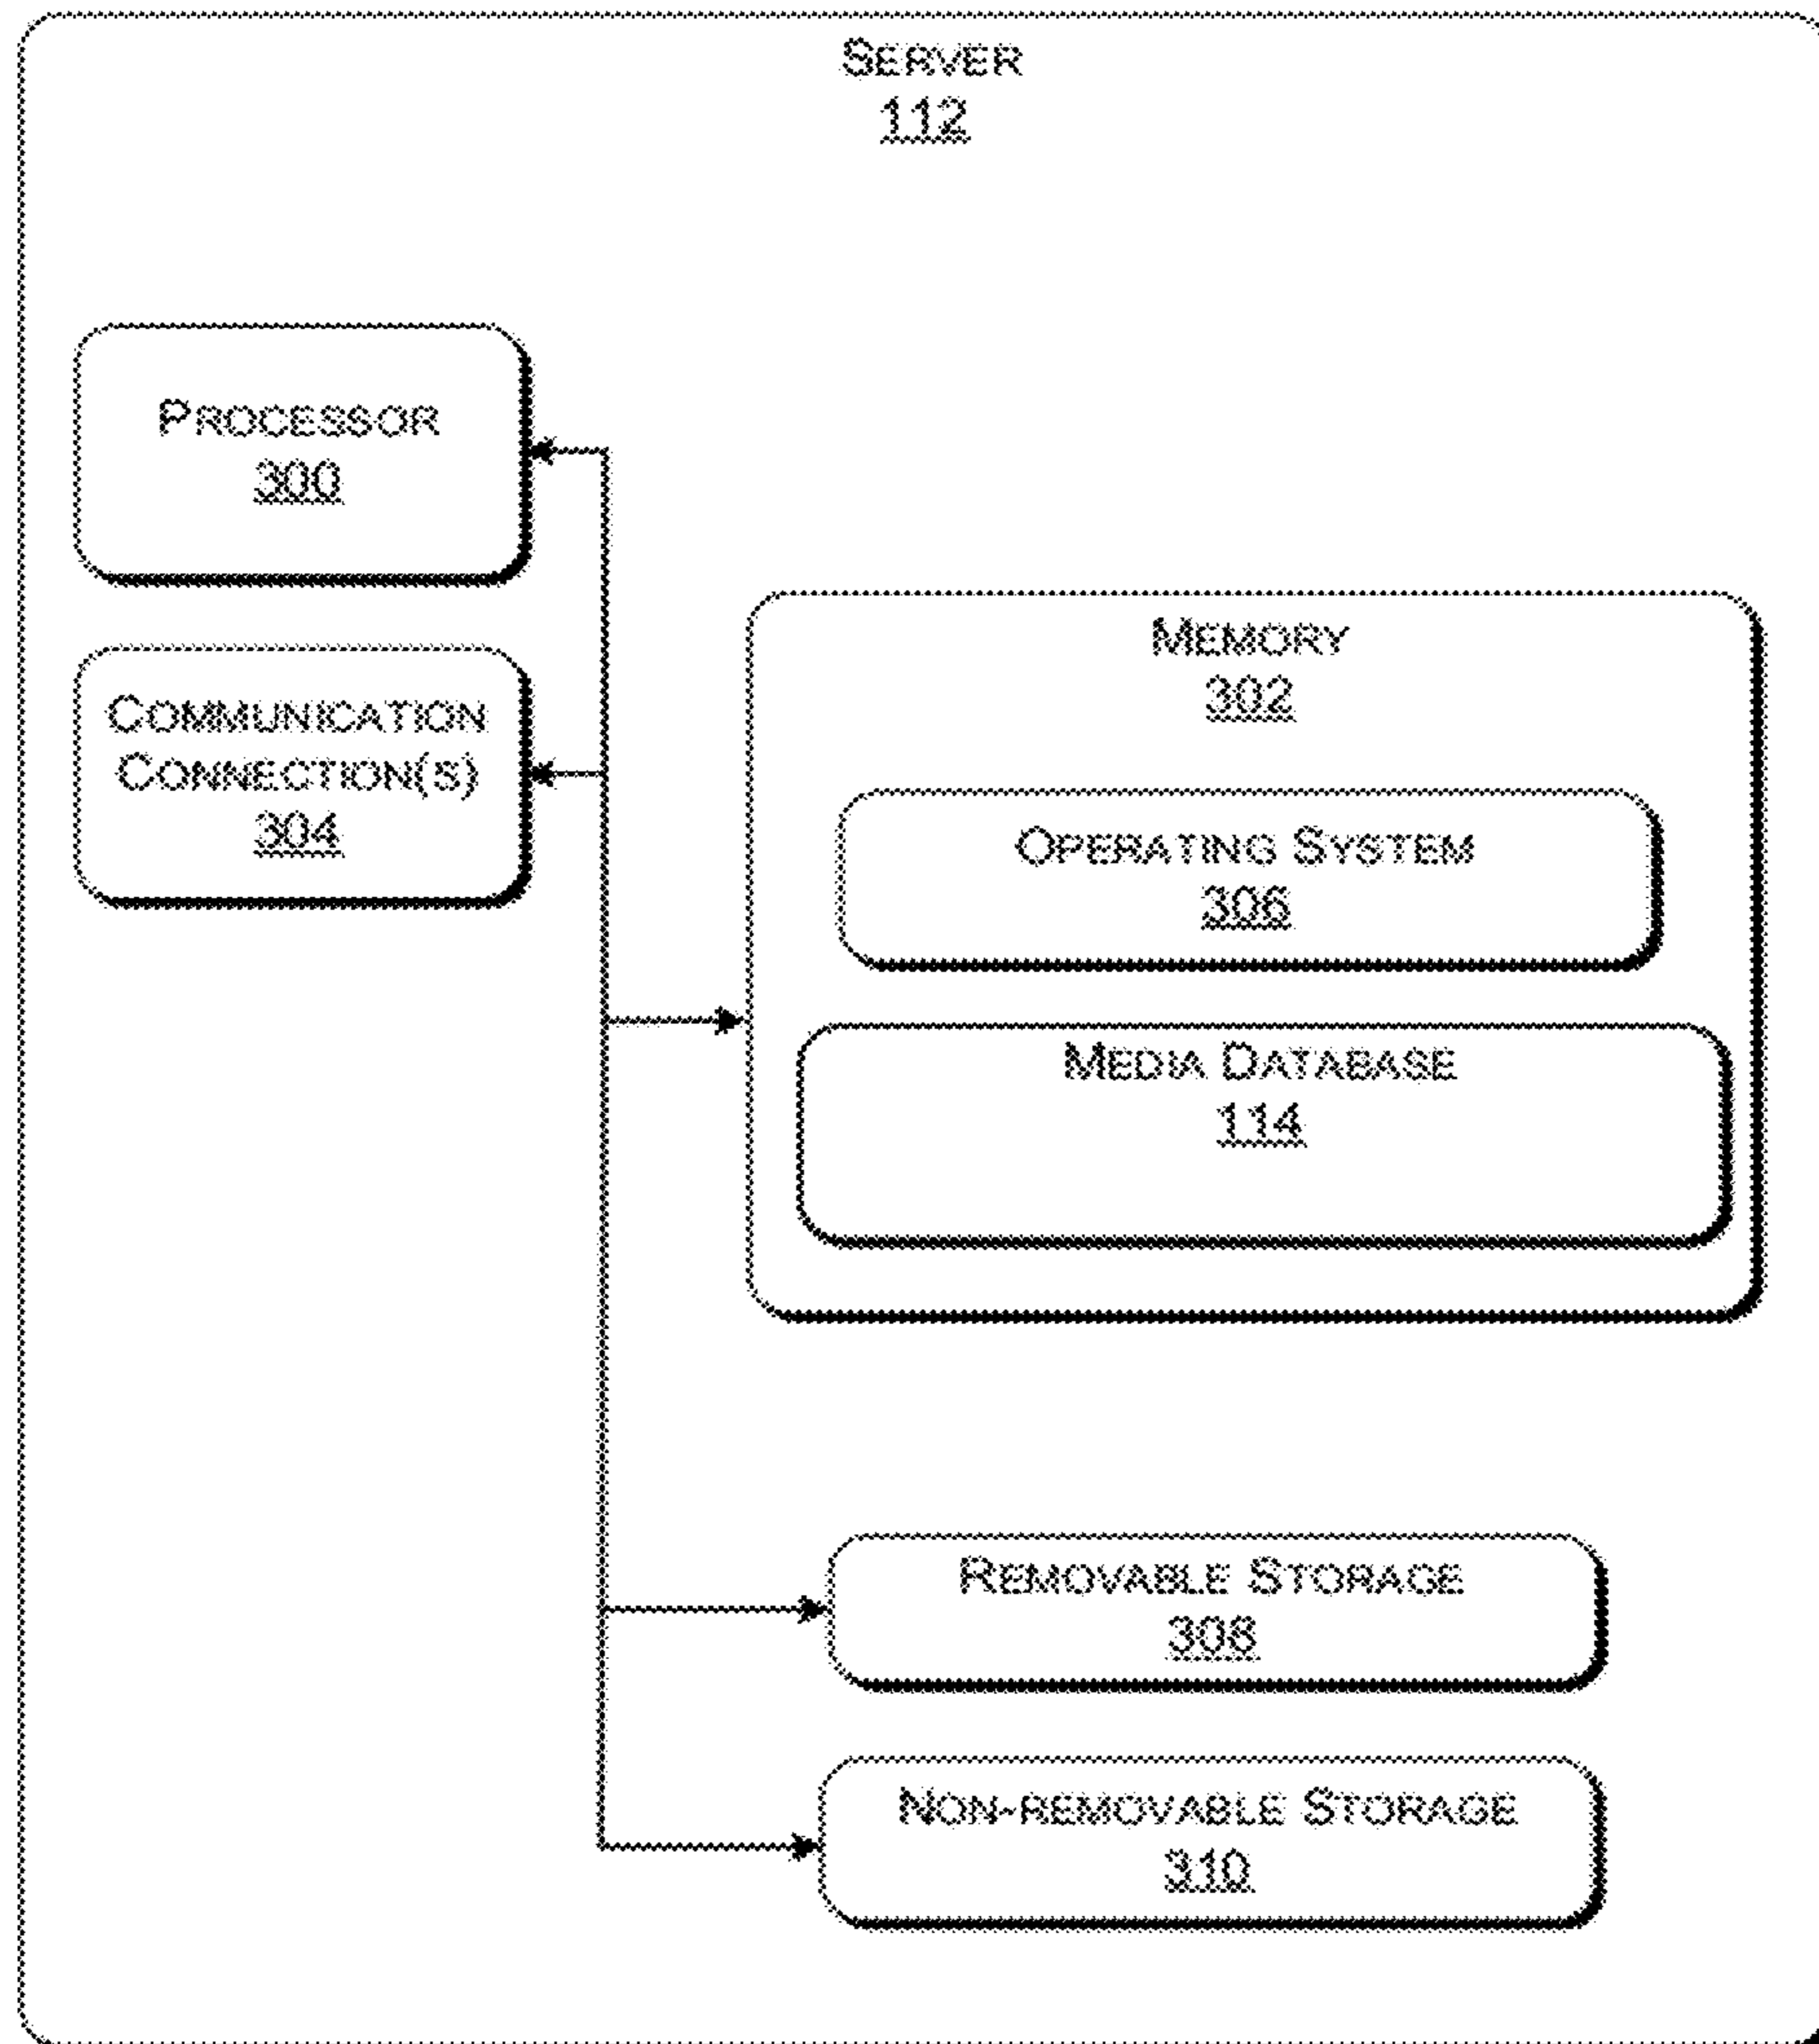 SERVER
112
PROCESSOR
300
COMMUNICATION
CONNECTION(S)
304
MEMORY
302
OPERATING SYSTEM
306
MEDIA DATABASE
114
REMOVABLE STORAGE
308
NON-REMOVABLE STORAGE
310